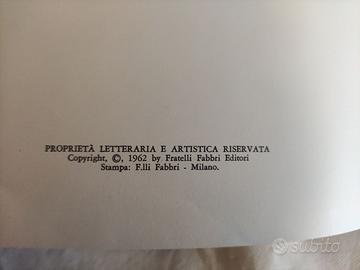 PROPRIETÀ LETTERARIA E ARTISTICA RISERVATA
Copyright, ©, 1962 by Fratelli Fabbri Editori
Stampa: F.lli Fabbri - Milano.
subito